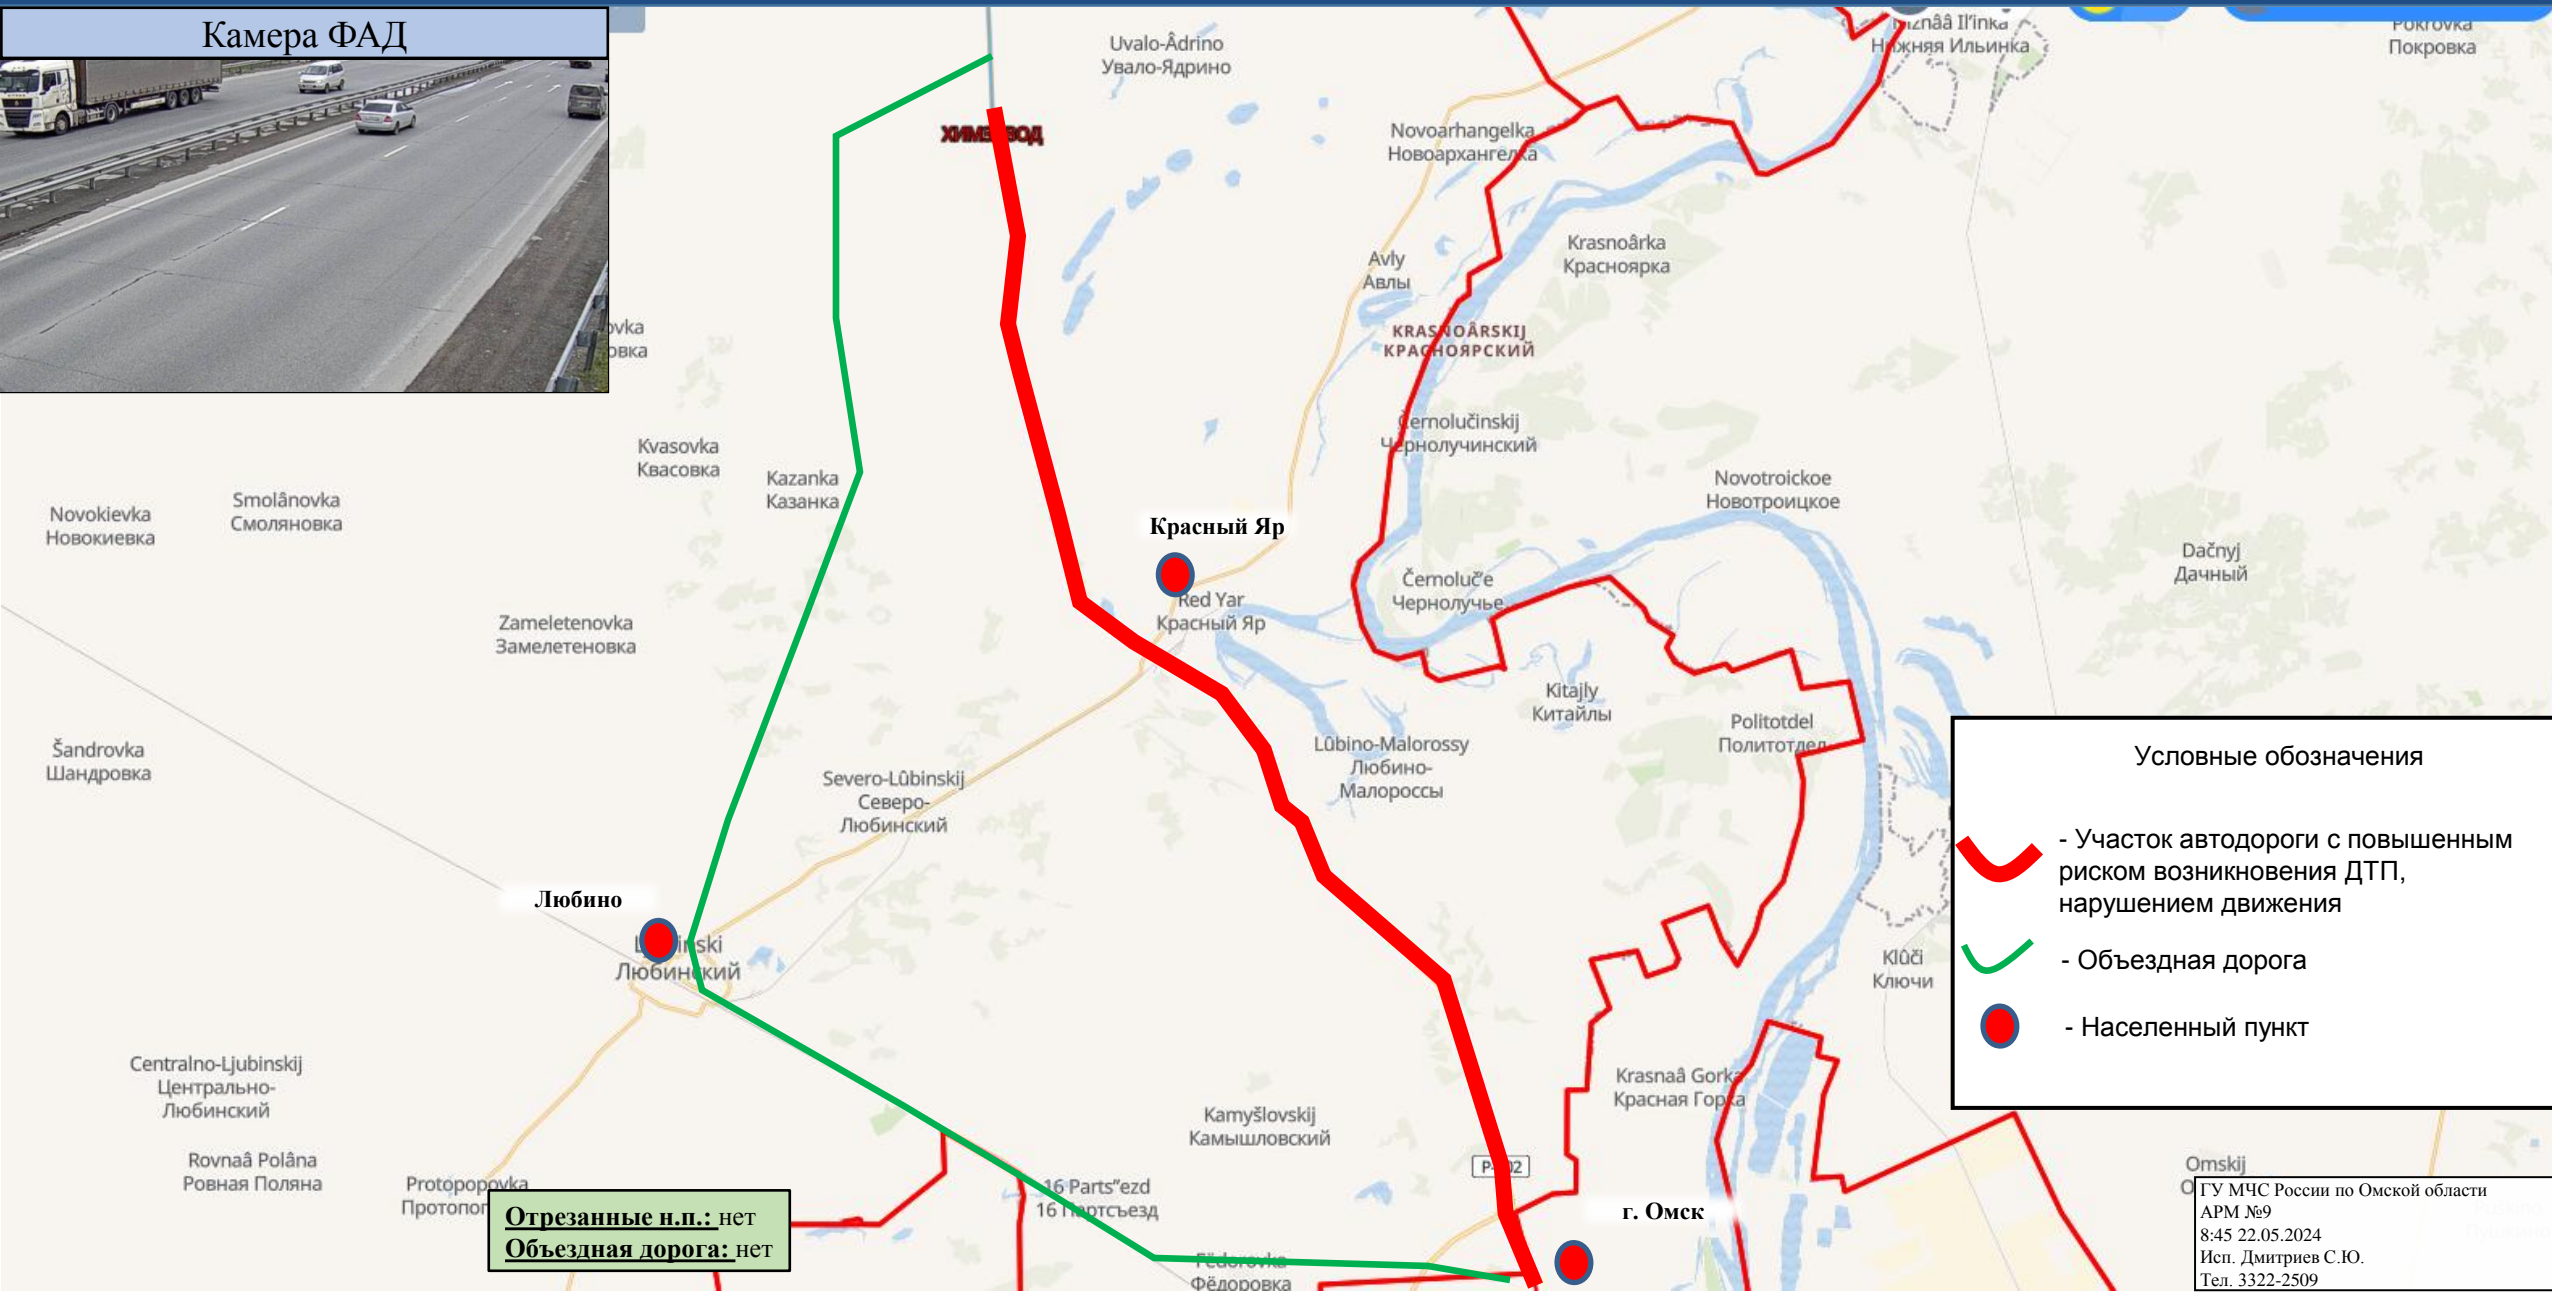 Камера ФАД
Uvalo-Âdrino
Увало-Ядрино
Нижняя Ильинка
Pokrovka
Покровка
Novoarhangelka
Новоархангелка
Krasnoârka
Красноярка
Avly
Авлы
KRASNOÂRSKIJ
КРАСНОЯРСКИЙ
Černolučinskij
Чернолучинский
Kvasovka
Квасовка
Kazanka
Казанка
Novotroickoe
Новотроицкое
Smolânovka
Смоляновка
Novokievka
Новокиевка
Красный Яр
Dačnyj
Дачный
Černoluč'e
Чернолучье
Red Yar
Красный Яр
Zameletenovka
Замелетеновка
Kitajly
Китайлы
Politotdel
Политотдел
Šandrovka
Шандровка
Lûbino-Malorossy
Любино-
Малороссы
Severo-Lûbinskij
Северо-
Любинский
Условные обозначения
- Участок автодороги с повышенным
риском возникновения ДТП,
нарушением движения
- Объездная дорога
- Населенный пункт
Любино
Любинский
Klûči
Ключи
Centralno-Ljubinskij
Центрально-
Любинский
Krasnaâ Gorka
Красная Горка
Kamyšlovskij
Камышловский
Rovnaâ Polâna
Ровная Поляна
Protopopovka
16 Parts"ezd
16 Партсъезд
г. Омск
Omskij
Отрезанные н.п.: нет
Объездная дорога: нет
Fëdorovka
Фёдоровка
ГУ МЧС России по Омской области
АРМ №9
8:45 22.05.2024
Исп. Дмитриев С.Ю.
Тел. 3322-2509